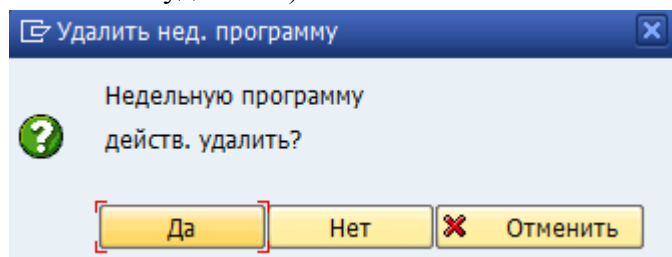 Удалить нед. программу
Недельную программу
действ. удалить?
Да Нет Отменить